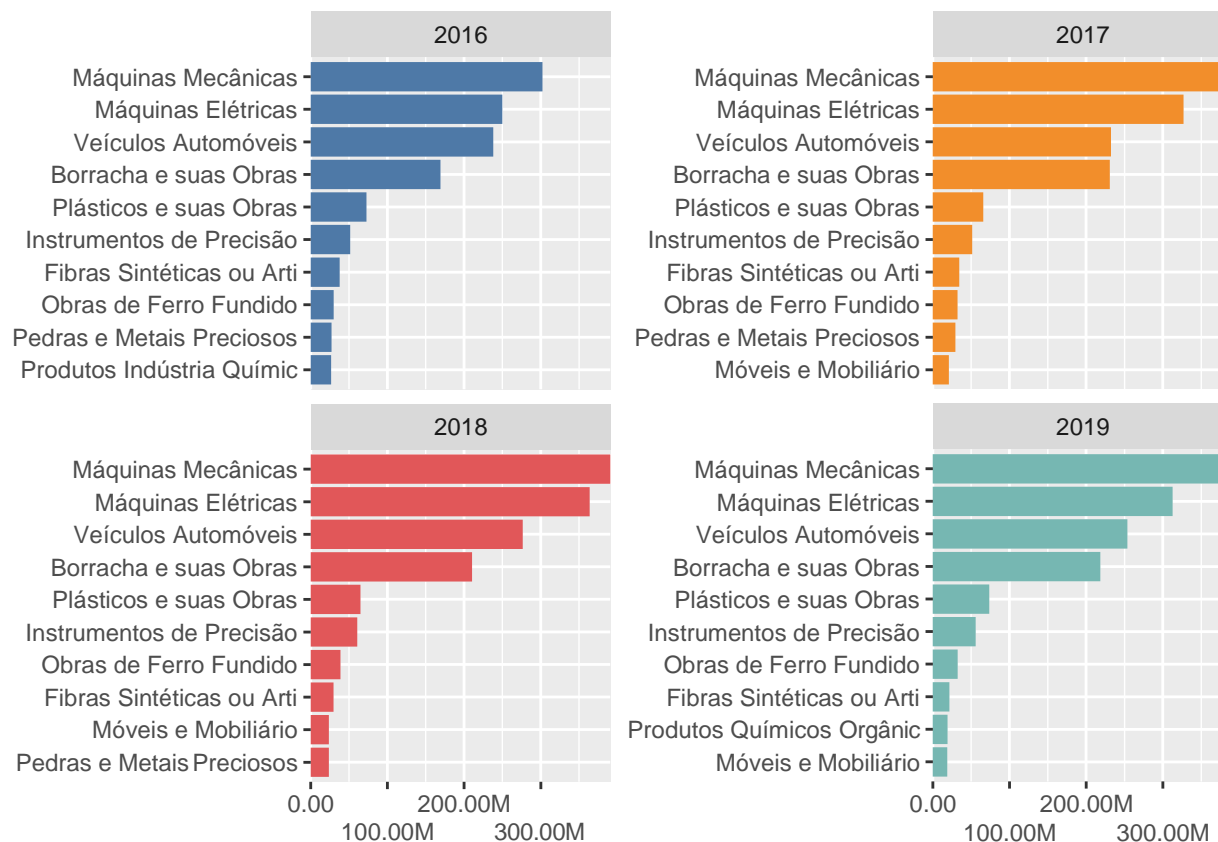 2016
Máquinas Mecânicas
Máquinas Elétricas
Veículos Automóveis
Borracha e suas Obras
Plásticos e suas Obras
Instrumentos de Precisão
Fibras Sintéticas ou Arti
Obras de Ferro Fundido
Pedras e Metais Preciosos
Produtos Indústria Químic
2017
Máquinas Mecânicas
Máquinas Elétricas
Veículos Automóveis
Borracha e suas Obras
Plásticos e suas Obras
Instrumentos de Precisão
Fibras Sintéticas ou Arti
Obras de Ferro Fundido
Pedras e Metais Preciosos
Móveis e Mobiliário
2018
Máquinas Mecânicas
Máquinas Elétricas
Veículos Automóveis
Borracha e suas Obras
Plásticos e suas Obras
Instrumentos de Precisão
Obras de Ferro Fundido
Fibras Sintéticas ou Arti
Móveis e Mobiliário
Pedras e Metais Preciosos
0.00 200.00M
100.00M 300.00M
2019
Máquinas Mecânicas
Máquinas Elétricas
Veículos Automóveis
Borracha e suas Obras
Plásticos e suas Obras
Instrumentos de Precisão
Obras de Ferro Fundido
Fibras Sintéticas ou Arti
Produtos Químicos Orgânic
Móveis e Mobiliário
0.00 200.00M
100.00M 300.00M